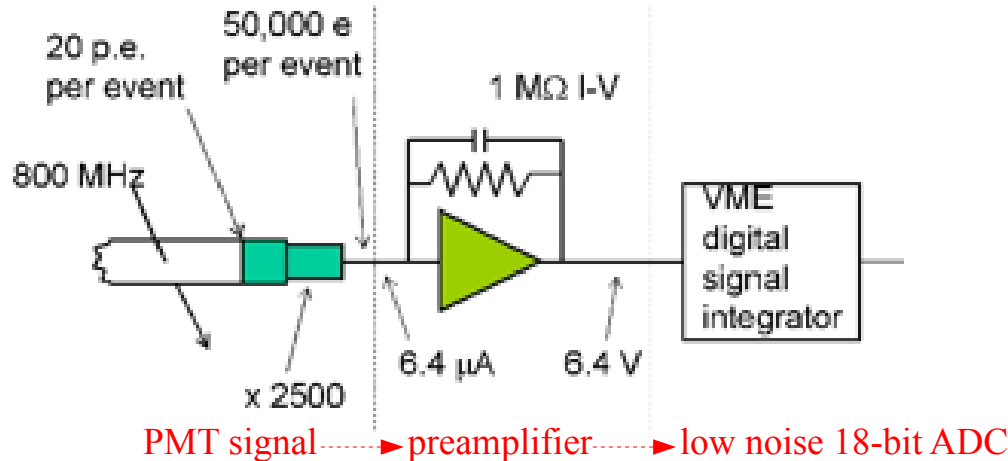 50,000 e
per event
20 p.e.
per event
1 MΩ I-V
800 MHz
VME
digital
signal
integrator
6.4 µA
6.4 V
x 2500
PMT signal
preamplifier
low noise 18-bit ADC